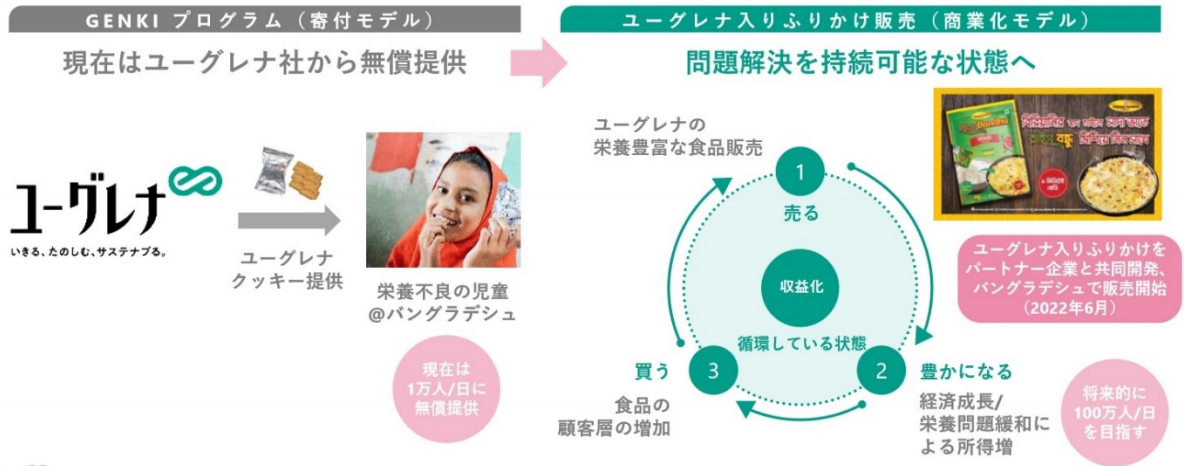 GENKI プログラム（寄付モデル）
現在はユーグレナ社から無償提供
ユーグレナ
いきる、たのしむ、サステナブる。
ユーグレナ
クッキー提供
栄養不良の児童
@バングラデシュ
現在は
1万人/日に
無償提供
ユーグレナ入りふりかけ販売（商業化モデル）
問題解決を持続可能な状態へ
ユーグレナの
栄養豊富な食品販売
1
売る
収益化
循環している状態
買う
3
食品の
顧客層の増加
2
豊かになる
経済成長/
栄養問題緩和に
よる所得増
ユーグレナ入りふりかけを
パートナー企業と共同開発、
バングラデシュで販売開始
（2022年6月）
将来的に
100万人/日
を目指す